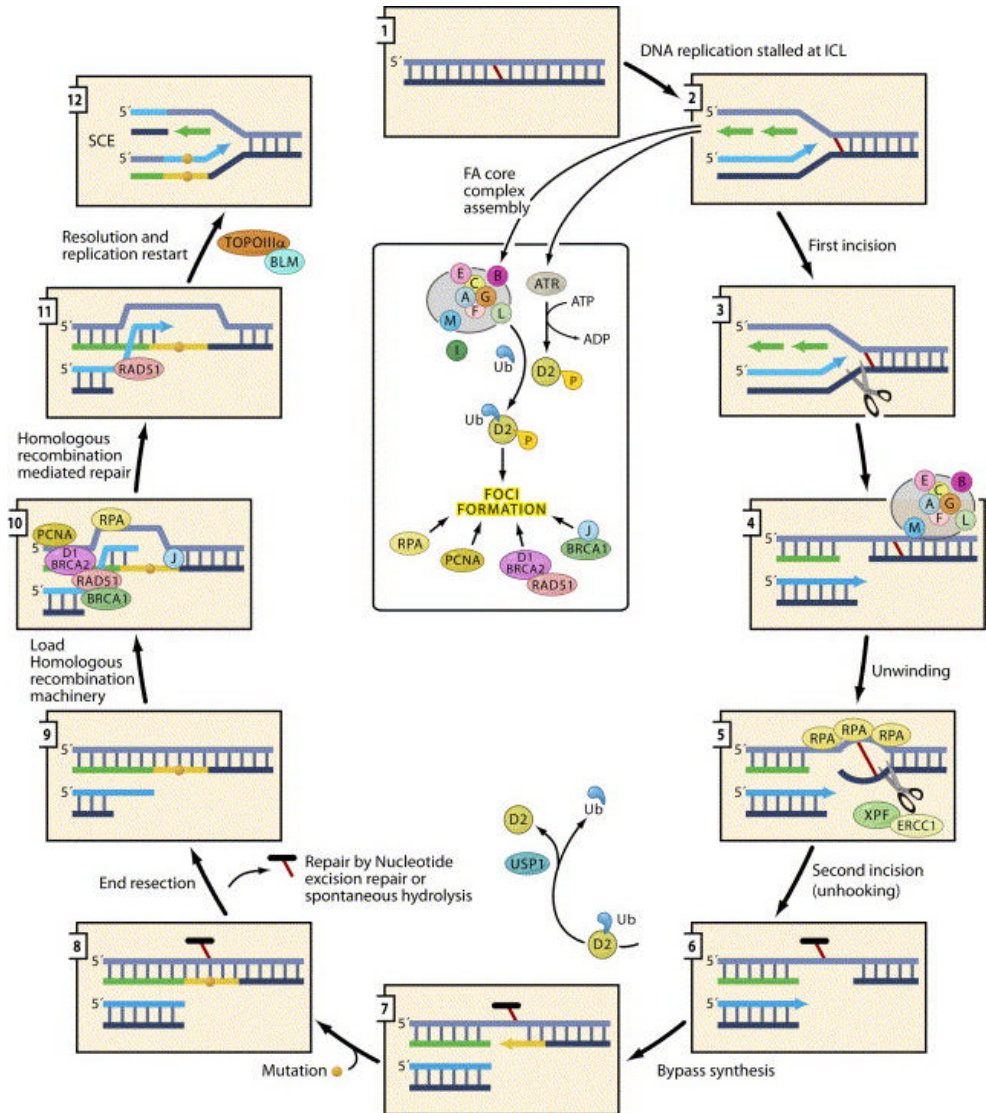 1
5´
DNA replication stalled at ICL
2
5´
FA core
complex
assembly
First incision
3
5´
E
B
C
A
G
F
M
L
I
Ub
ATR
ATP
ADP
D2
P
Ub
D2
P
FOCI
FORMATION
RPA
PCNA
D1
BRCA2
RAD51
J
BRCA1
4
E
B
C
A
G
F
M
L
5´
5´
Unwinding
5
RPA
RPA
RPA
5´
5´
XPF
ERCC1
Second incision
(unhooking)
6
5´
5´
Bypass synthesis
Ub
D2
USP1
Ub
D2
7
5´
5´
Mutation
8
5´
5´
End resection
Repair by Nucleotide
excision repair or
spontaneous hydrolysis
9
5´
5´
Load
Homologous
recombination
machinery
10
PCNA
RPA
5´
D1
BRCA2
J
RAD51
5´
BRCA1
Homologous
recombination
mediated repair
11
5´
5´
RAD51
Resolution and
replication restart
TOPOIIIα
BLM
12
5´
SCE
5´